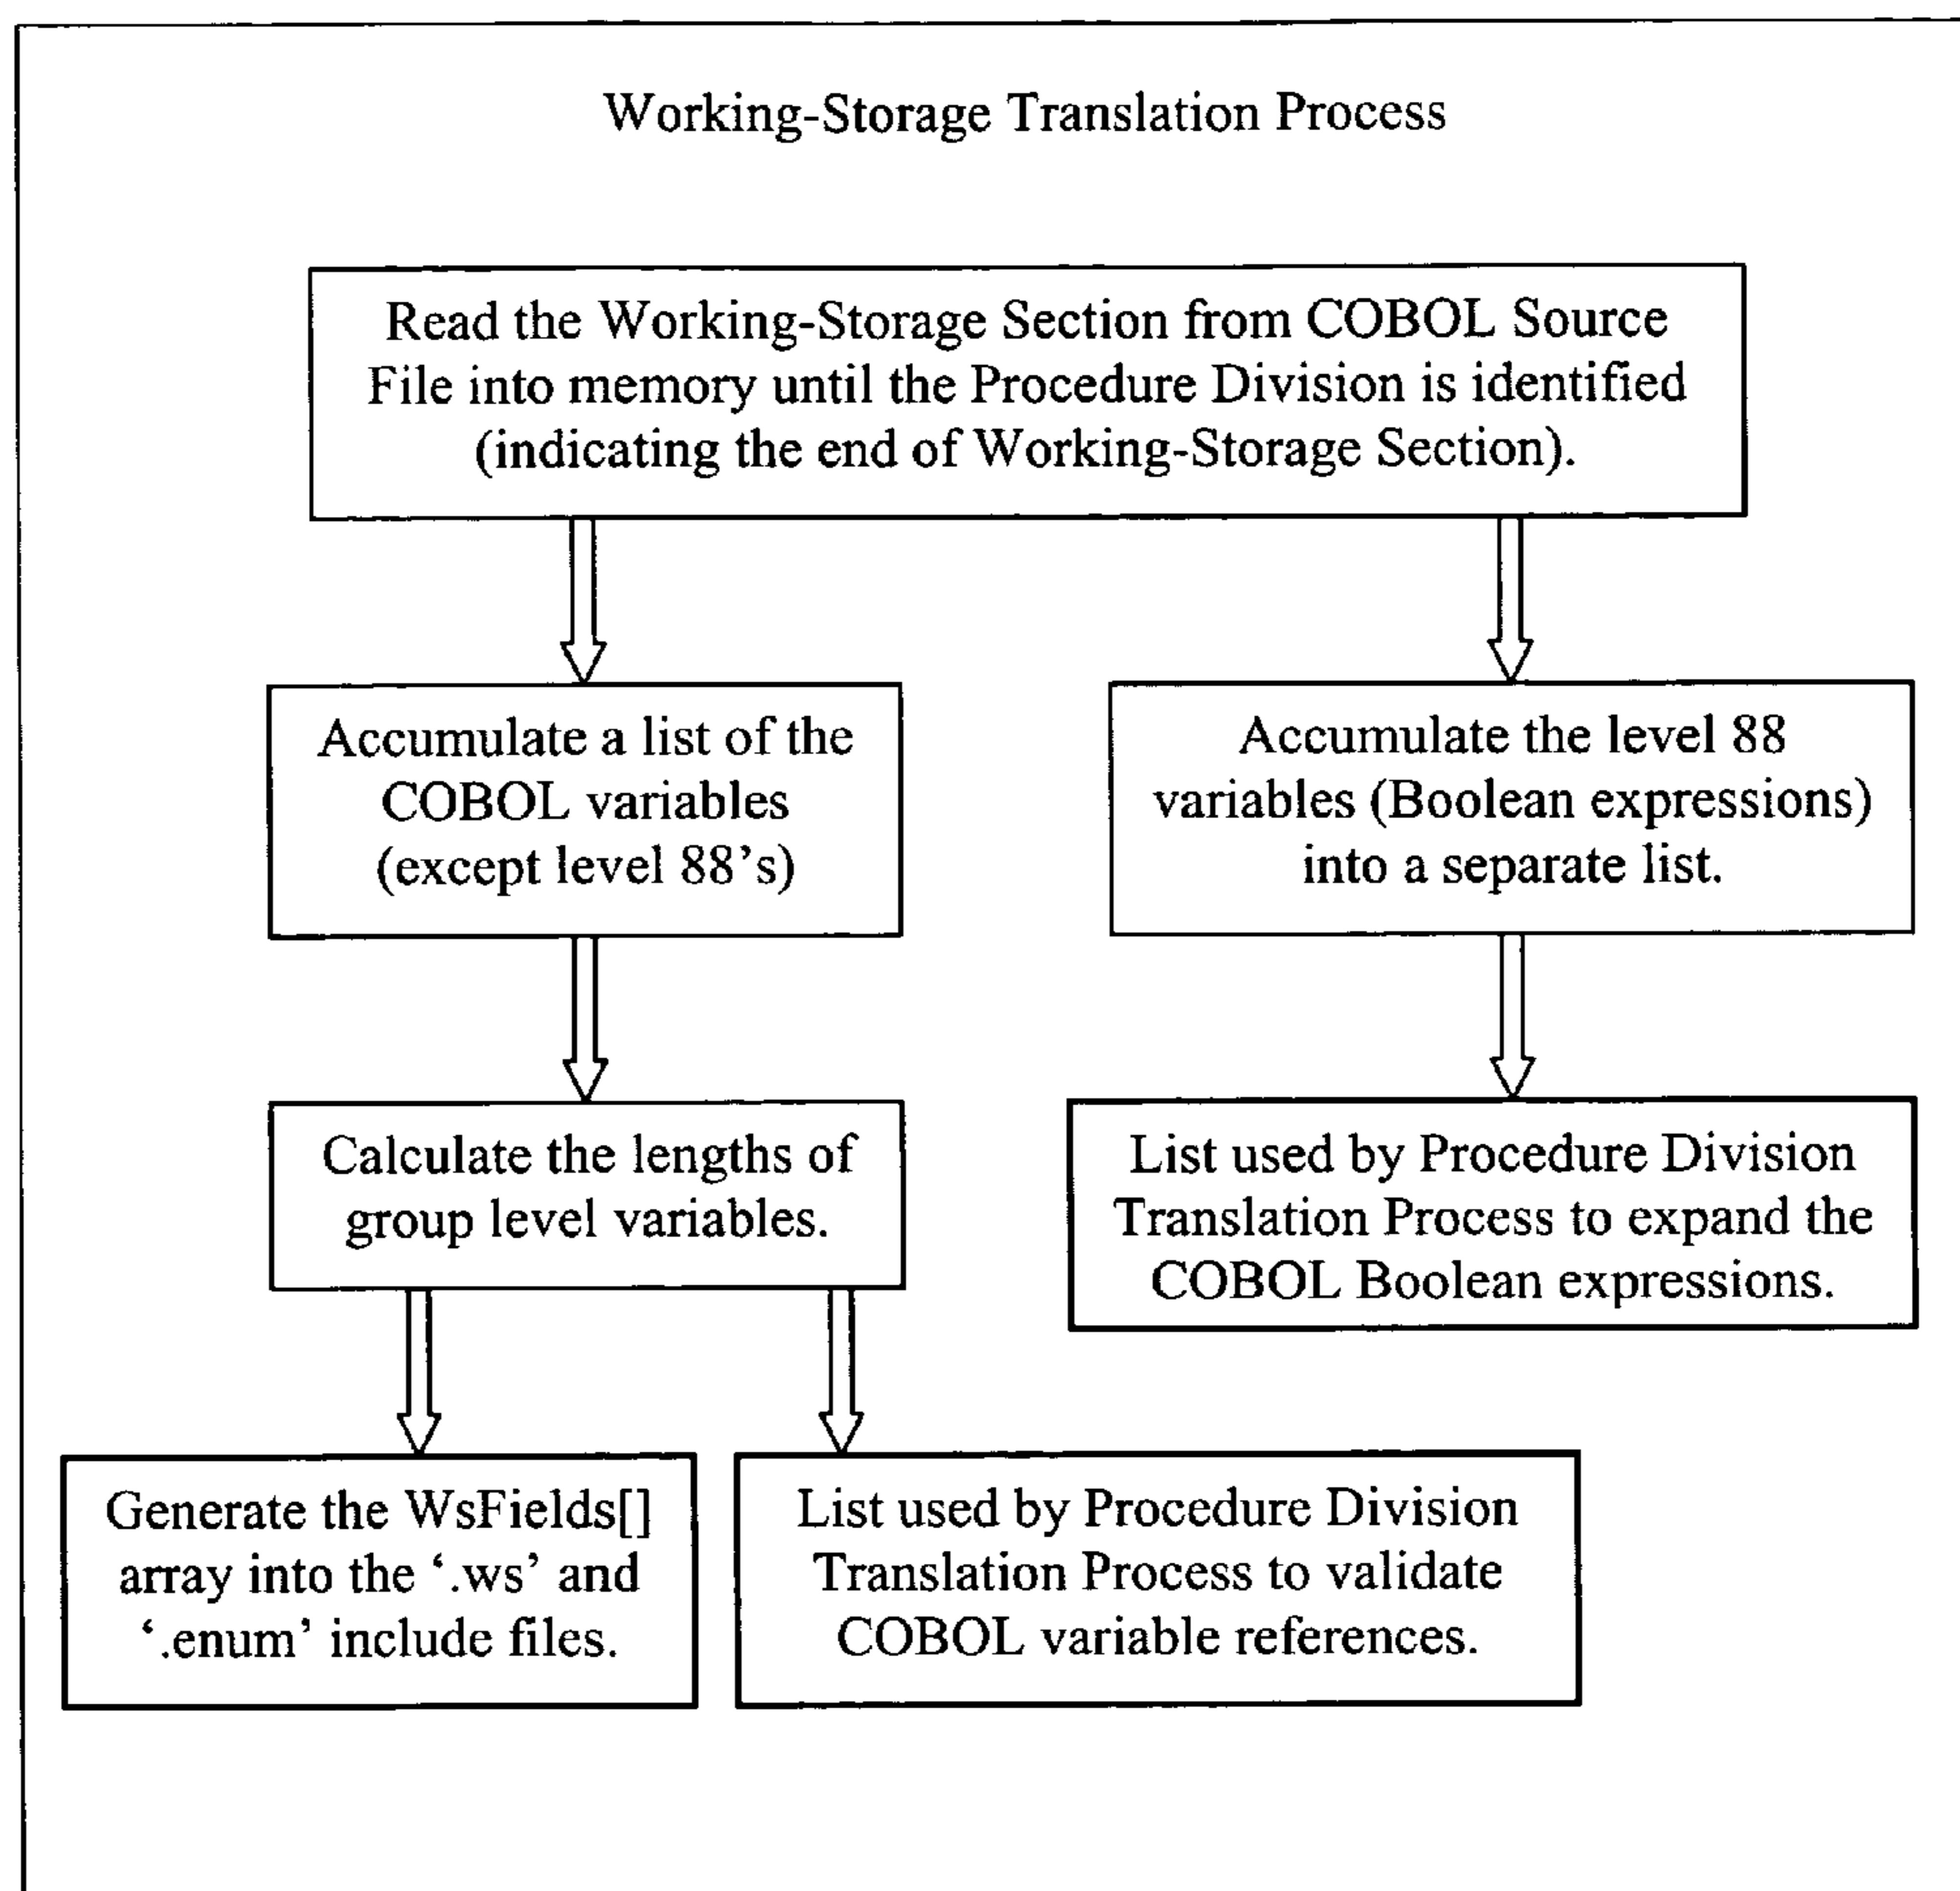 Working-Storage Translation Process
Read the Working-Storage Section from COBOL Source
File into memory until the Procedure Division is identified
(indicating the end of Working-Storage Section).
Accumulate a list of the
COBOL variables
(except level 88’s)
Accumulate the level 88
variables (Boolean expressions)
into a separate list.
Calculate the lengths of
group level variables.
List used by Procedure Division
Translation Process to expand the
COBOL Boolean expressions.
Generate the WsFields[]
array into the ‘.ws’ and
‘.enum’ include files.
List used by Procedure Division
Translation Process to validate
COBOL variable references.